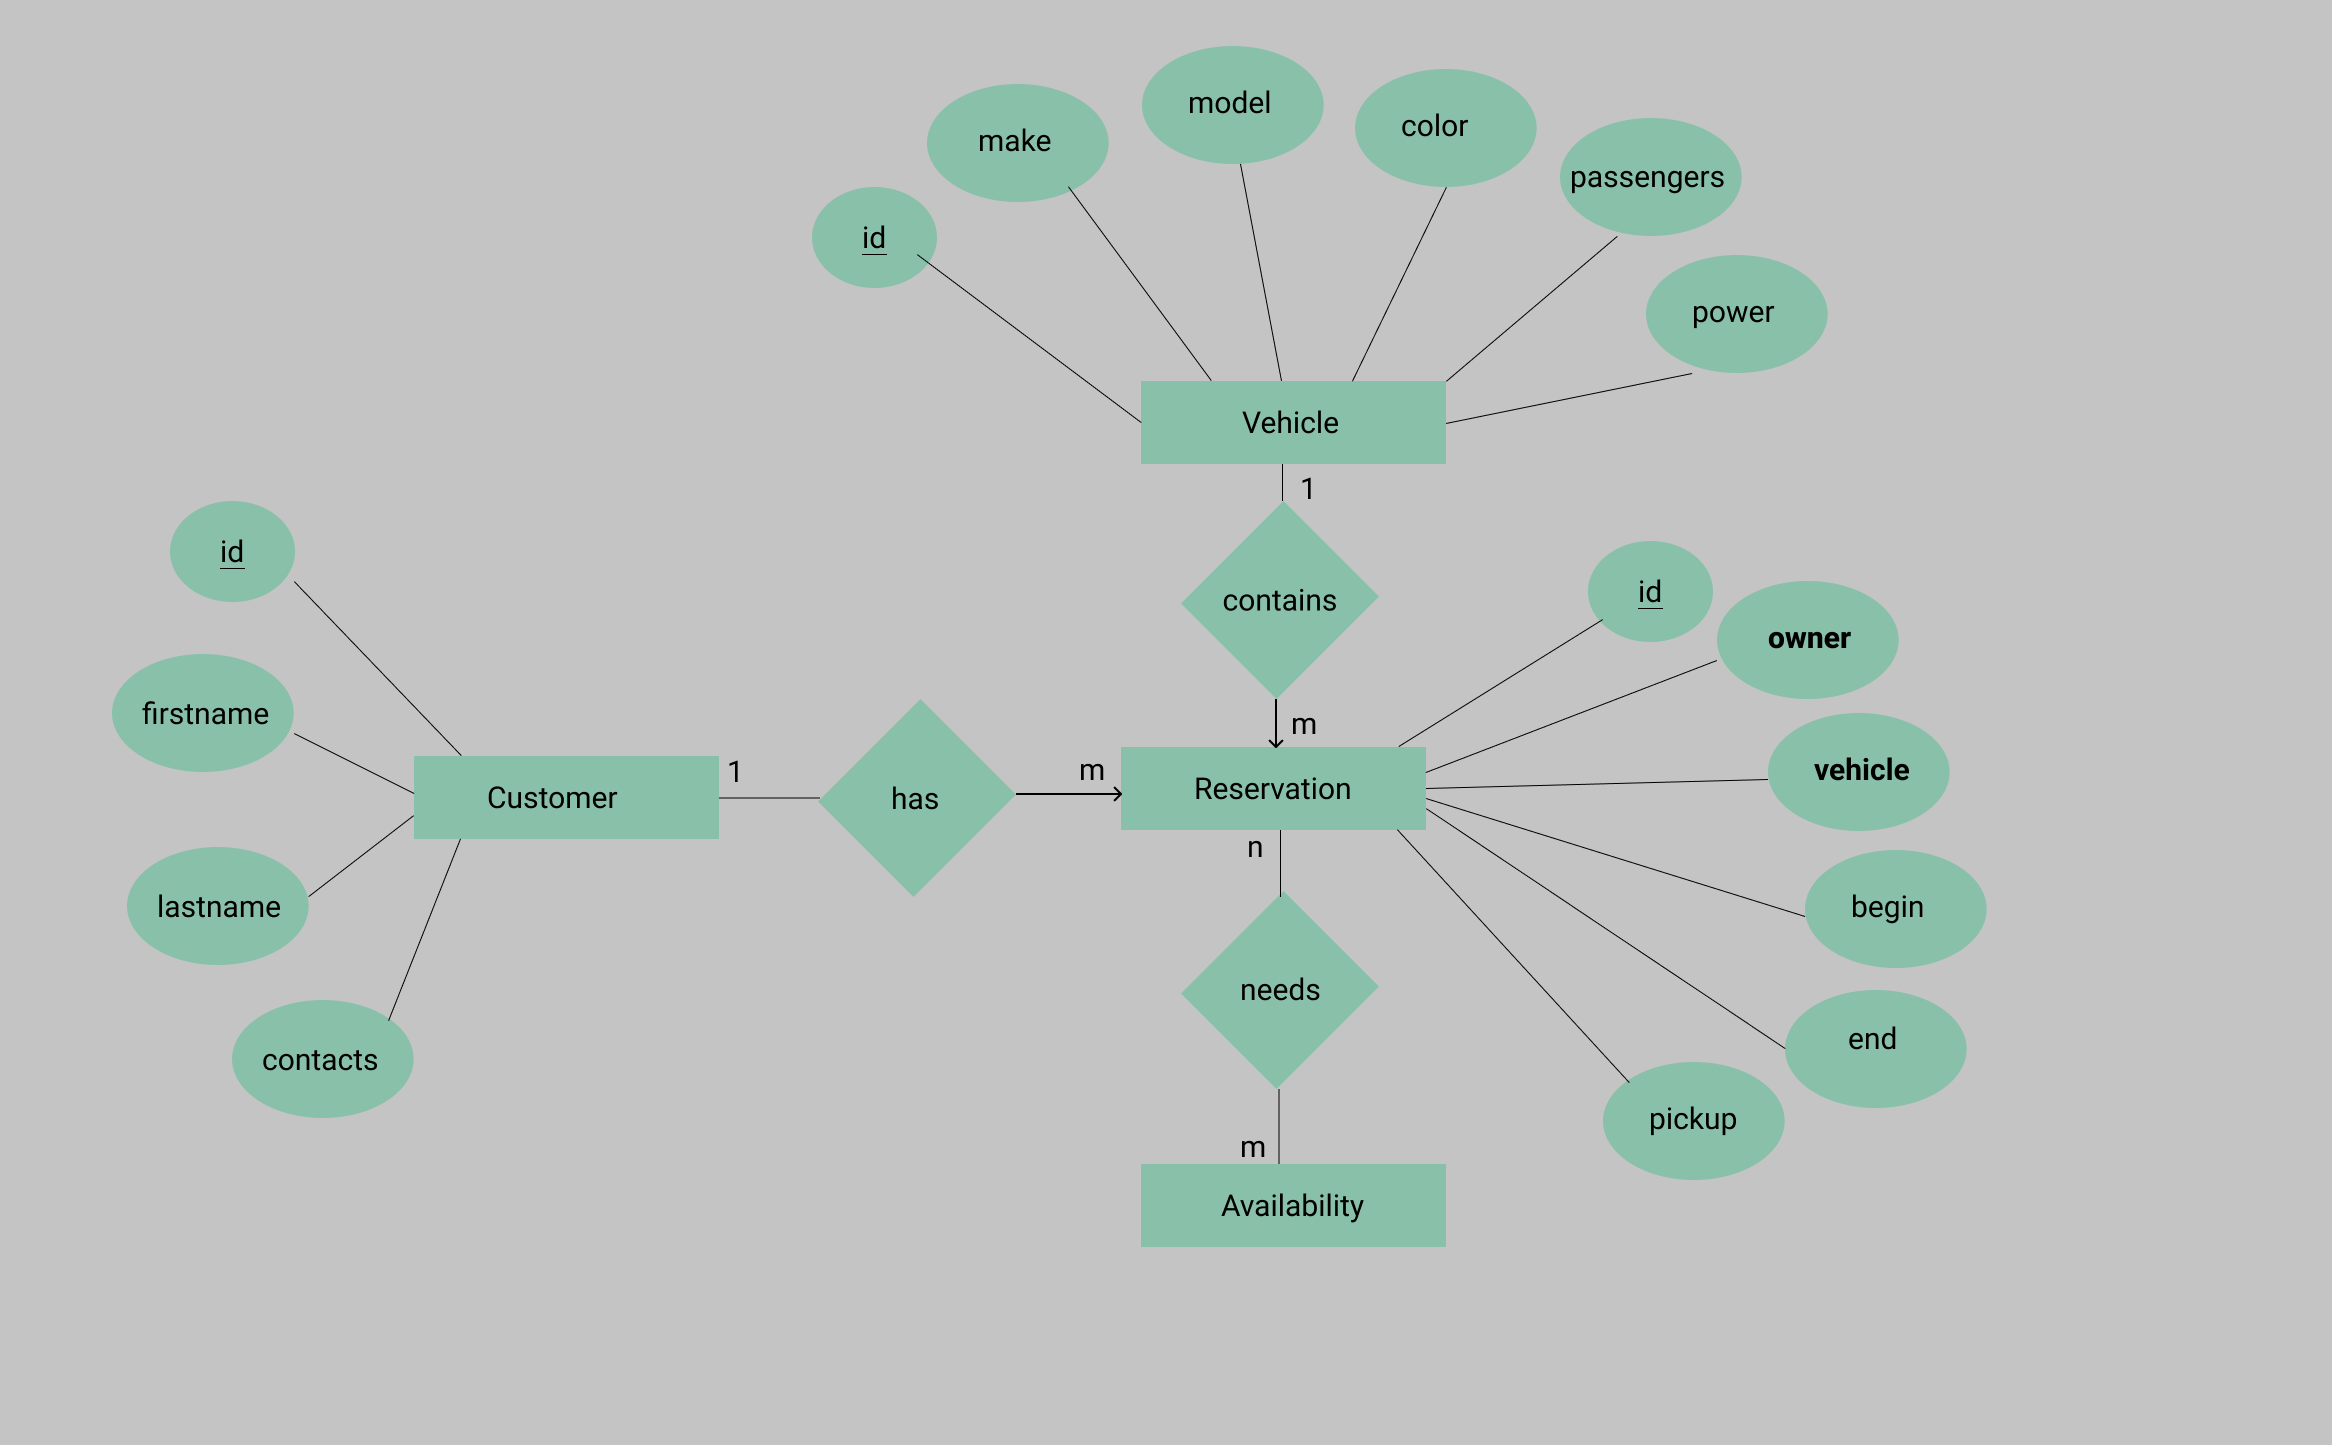 model
color
make
passengers
id
power
Vehicle
1
id
contains
id
owner
firstname
m
vehicle
1
m
Customer
has
Reservation
n
lastname
begin
needs
end
contacts
pickup
m
Availability